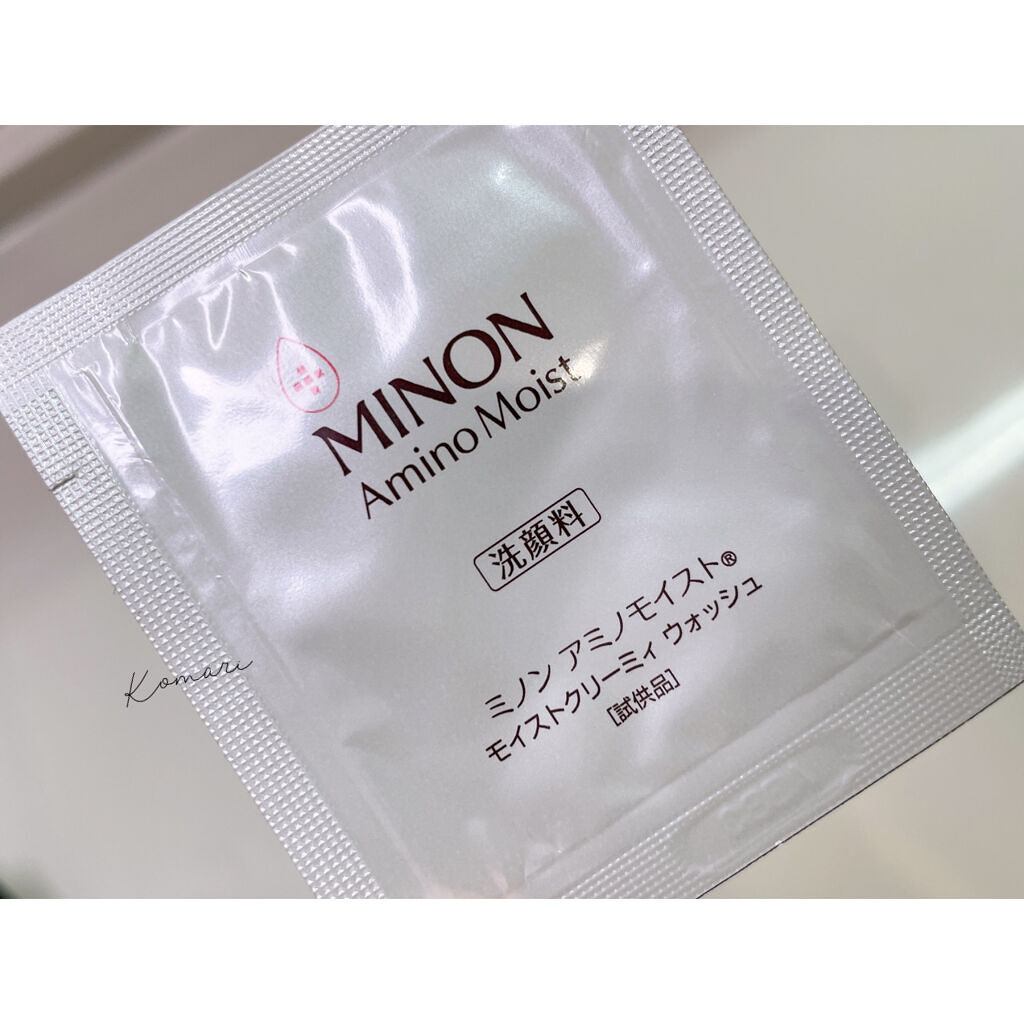 MINON
Amino Moist
洗顔料
ミノン アミノモイスト®
モイストクリーミィ ウォッシュ
[試供品]
Komari